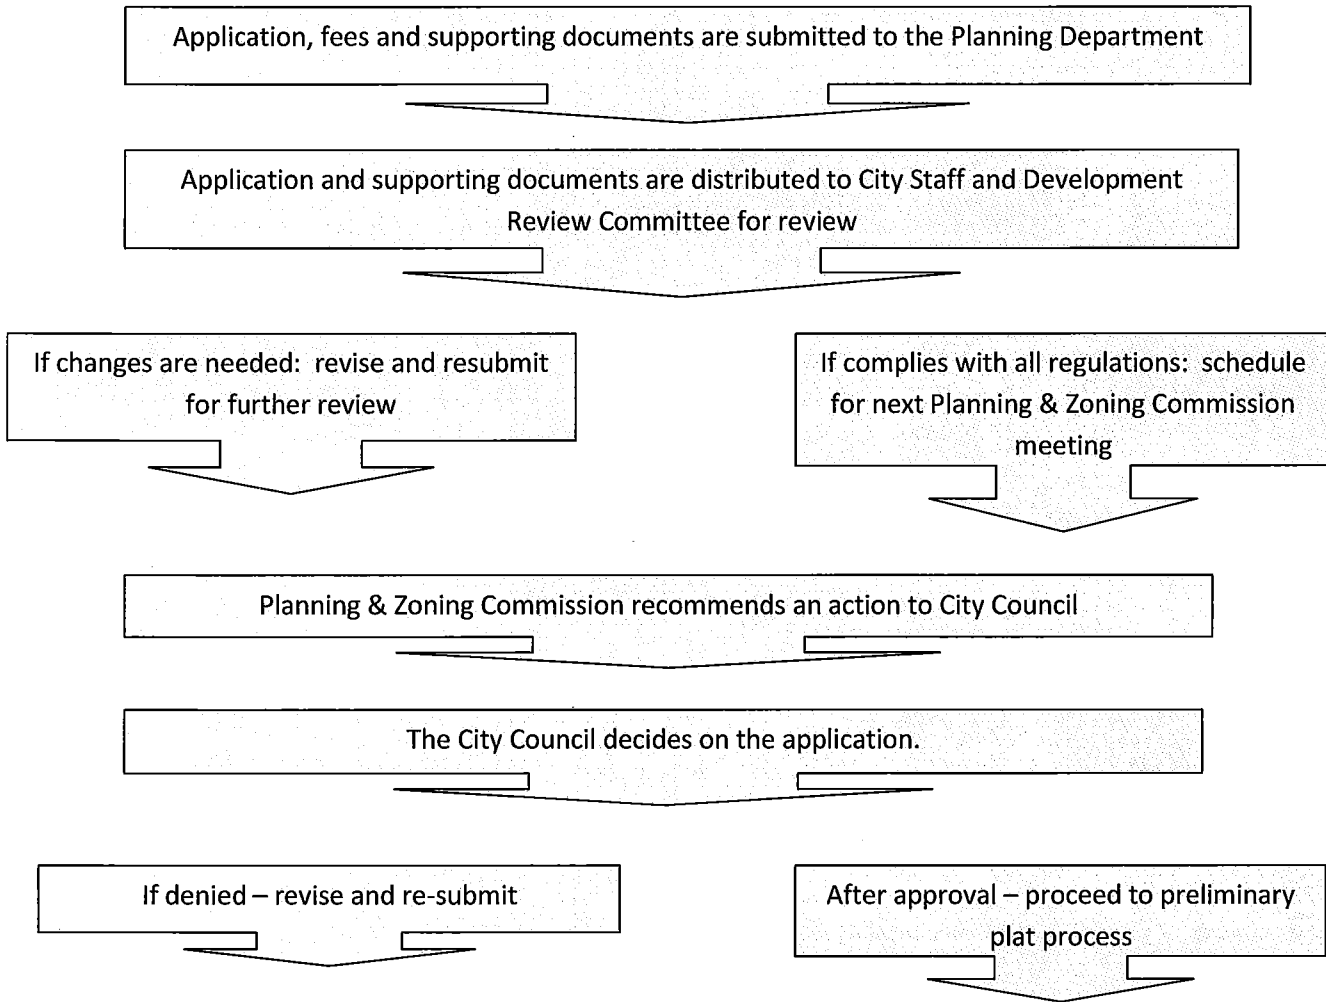 Application, fees and supporting documents are submitted to the Planning Department
Application and supporting documents are distributed to City Staff and Development
Review Committee for review
If changes are needed:  revise and resubmit
for further review
If complies with all regulations:  schedule
for next Planning & Zoning Commission
meeting
Planning & Zoning Commission recommends an action to City Council
The City Council decides on the application.
If denied – revise and re-submit
After approval – proceed to preliminary
plat process